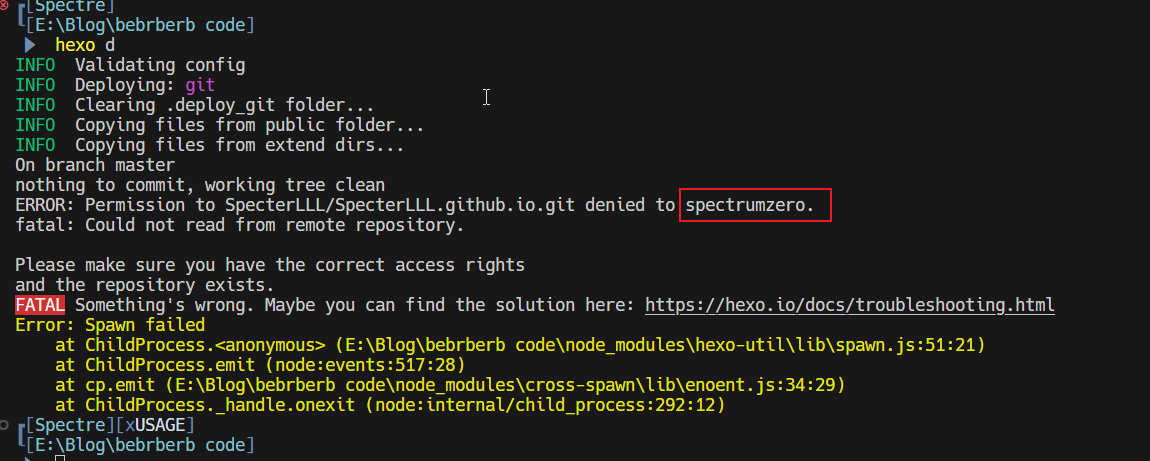 [Spectre]
[E:\Blog\bebrberb code]
hexo d
INFO  Validating config
INFO  Deploying: git
INFO  Clearing .deploy_git folder...
INFO  Copying files from public folder...
INFO  Copying files from extend dirs...
On branch master
nothing to commit, working tree clean
ERROR: Permission to SpecterLLL/SpecterLLL.github.io.git denied to spectrumzero.
fatal: Could not read from remote repository.

Please make sure you have the correct access rights
and the repository exists.
FATAL Something's wrong. Maybe you can find the solution here: https://hexo.io/docs/troubleshooting.html
Error: Spawn failed
    at ChildProcess.<anonymous> (E:\Blog\bebrberb code\node_modules\hexo-util\lib\spawn.js:51:21)
    at ChildProcess.emit (node:events:517:28)
    at cp.emit (E:\Blog\bebrberb code\node_modules\cross-spawn\lib\enoent.js:34:29)
    at ChildProcess._handle.onexit (node:internal/child_process:292:12)
[Spectre][xUSAGE]
[E:\Blog\bebrberb code]